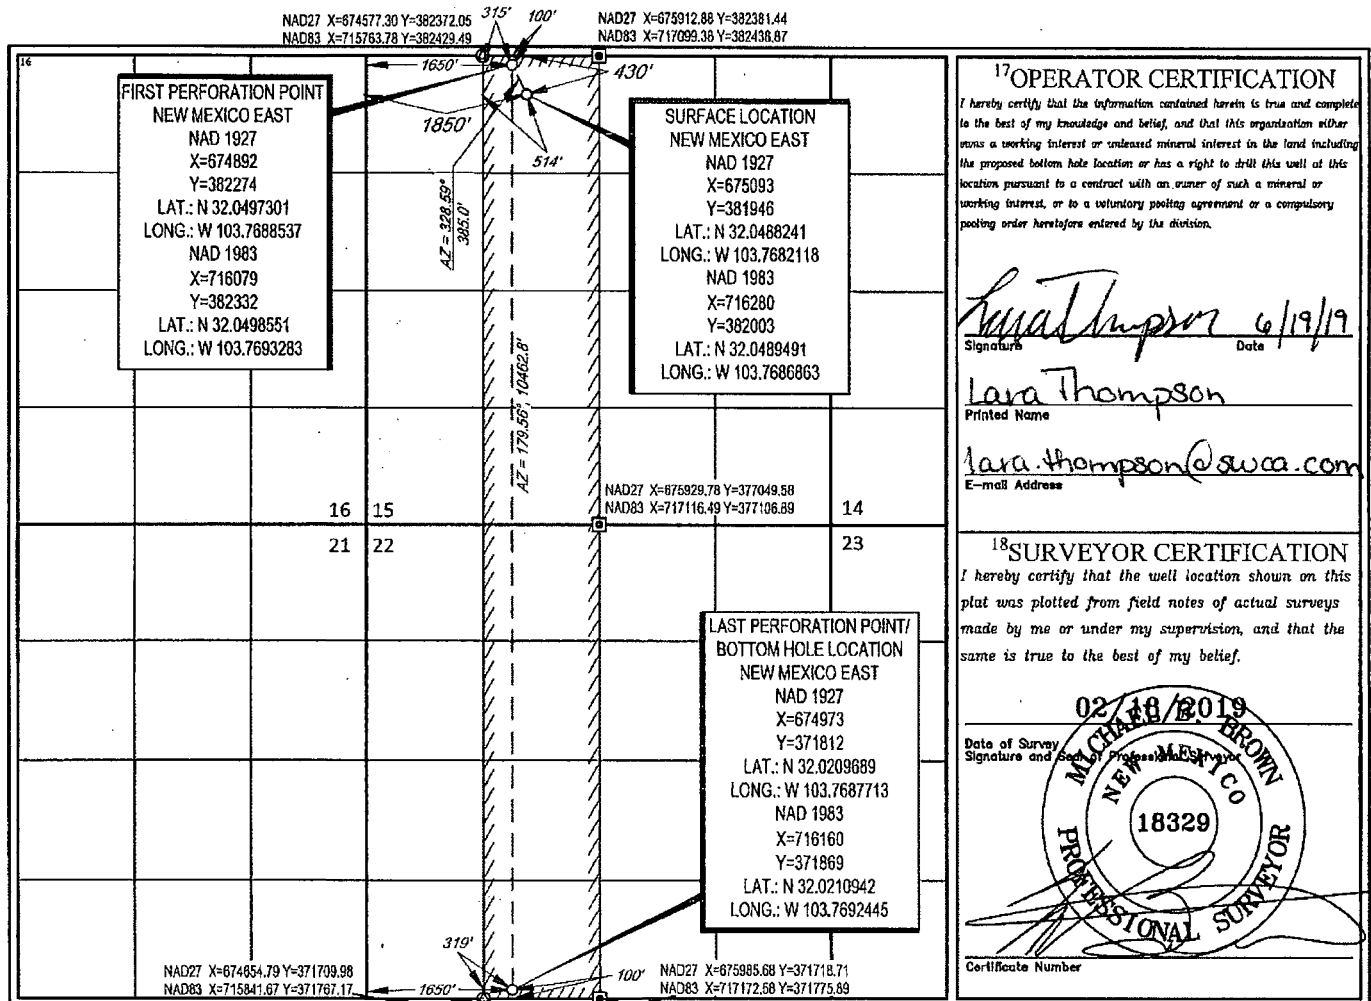 NAD27 X=674577.30 Y=382372.05
NAD83 X=715763.78 Y=382429.49
315'
100'
NAD27 X=675912.88 Y=382381.44
NAD83 X=717099.38 Y=382438.87
16
1650'
430'
FIRST PERFORATION POINT
NEW MEXICO EAST
NAD 1927
X=674892
Y=382274
LAT.: N 32.0497301
LONG.: W 103.7688537
NAD 1983
X=716079
Y=382332
LAT.: N 32.0498551
LONG.: W 103.7693283
1850'
514'
AZ = 328.59°
385.0'
SURFACE LOCATION
NEW MEXICO EAST
NAD 1927
X=675093
Y=381946
LAT.: N 32.0488241
LONG.: W 103.7682118
NAD 1983
X=716280
Y=382003
LAT.: N 32.0489491
LONG.: W 103.7686863
AZ = 179.56°, 10462.8'
NAD27 X=675929.78 Y=377049.58
NAD83 X=717116.49 Y=377106.89
16 15
14
21 22
23
LAST PERFORATION POINT/
BOTTOM HOLE LOCATION
NEW MEXICO EAST
NAD 1927
X=674973
Y=371812
LAT.: N 32.0209689
LONG.: W 103.7687713
NAD 1983
X=716160
Y=371869
LAT.: N 32.0210942
LONG.: W 103.7692445
319'
NAD27 X=674654.79 Y=371709.98
NAD83 X=715841.67 Y=371767.17
1650'
100'
NAD27 X=675985.68 Y=371718.71
NAD83 X=717172.58 Y=371775.89
17 OPERATOR CERTIFICATION
I hereby certify that the information contained herein is true and complete
to the best of my knowledge and belief, and that this organization either
owns a working interest or unleased mineral interest in the land including
the proposed bottom hole location or has a right to drill this well at this
location pursuant to a contract with an owner of such a mineral or
working interest, or to a voluntary pooling agreement or a compulsory
pooling order heretofore entered by the division.
Lara Thompson 6/19/19
Signature Date
Lara Thompson
Printed Name
lara.thompson@swca.com
E-mail Address
18 SURVEYOR CERTIFICATION
I hereby certify that the well location shown on this
plat was plotted from field notes of actual surveys
made by me or under my supervision, and that the
same is true to the best of my belief.
02/18/2019
Date of Survey
Signature and Seal of Professional Surveyor
MICHAEL B. BROWN
NEW MEXICO
18329
PROFESSIONAL SURVEYOR
Certificate Number